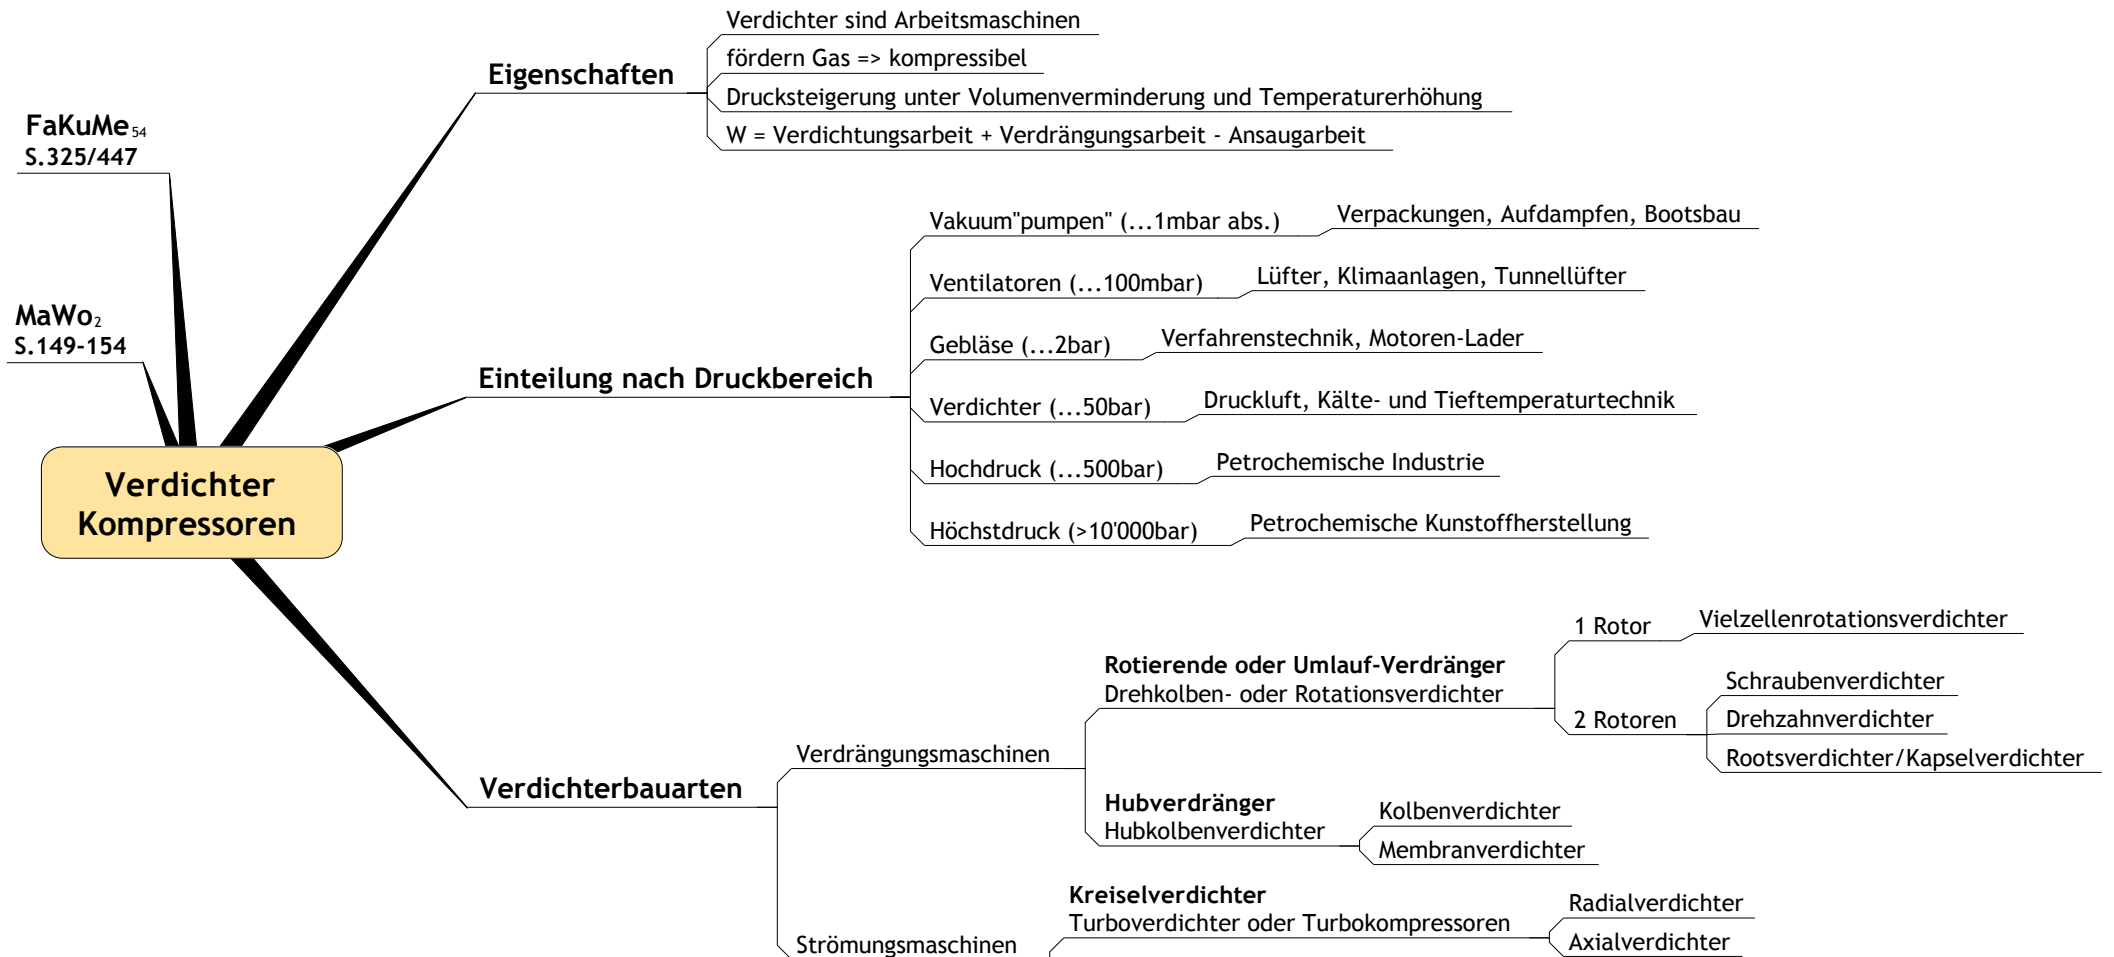 FaKuMe54
S.325/447
MaWo2
S.149-154
Verdichter
Kompressoren
Eigenschaften
Verdichter sind Arbeitsmaschinen
fördern Gas => kompressibel
Drucksteigerung unter Volumenverminderung und Temperaturerhöhung
W = Verdichtungsarbeit + Verdrängungsarbeit - Ansaugarbeit
Einteilung nach Druckbereich
Vakuum"pumpen" (...1mbar abs.)
Verpackungen, Aufdampfen, Bootsbau
Ventilatoren (...100mbar)
Lüfter, Klimaanlagen, Tunnellüfter
Gebläse (...2bar)
Verfahrenstechnik, Motoren-Lader
Verdichter (...50bar)
Druckluft, Kälte- und Tieftemperaturtechnik
Hochdruck (...500bar)
Petrochemische Industrie
Höchstdruck (>10'000bar)
Petrochemische Kunstoffherstellung
Verdichterbauarten
Verdrängungsmaschinen
Rotierende oder Umlauf-Verdränger
Drehkolben- oder Rotationsverdichter
1 Rotor
Vielzellenrotationsverdichter
2 Rotoren
Schraubenverdichter
Drehzahnverdichter
Rootsverdichter/Kapselverdichter
Hubverdränger
Hubkolbenverdichter
Kolbenverdichter
Membranverdichter
Strömungsmaschinen
Kreiselverdichter
Turboverdichter oder Turbokompressoren
Radialverdichter
Axialverdichter